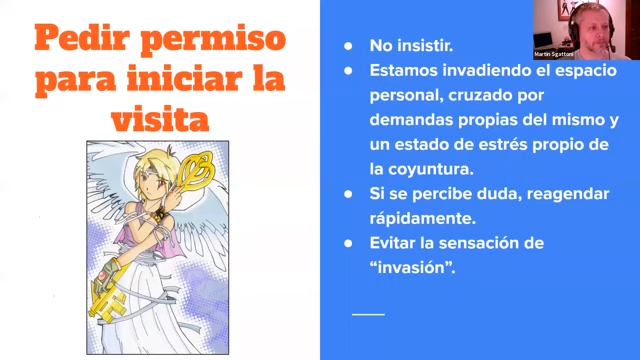 Pedir permiso
para iniciar la
visita
No insistir.
Estamos invadiendo el espacio
personal, cruzado por
demandas propias del mismo y
un estado de estrés propio de
la coyuntura.
Si se percibe duda, reagendar
rápidamente.
Evitar la sensación de
“invasión”.
Martin Sgattoni